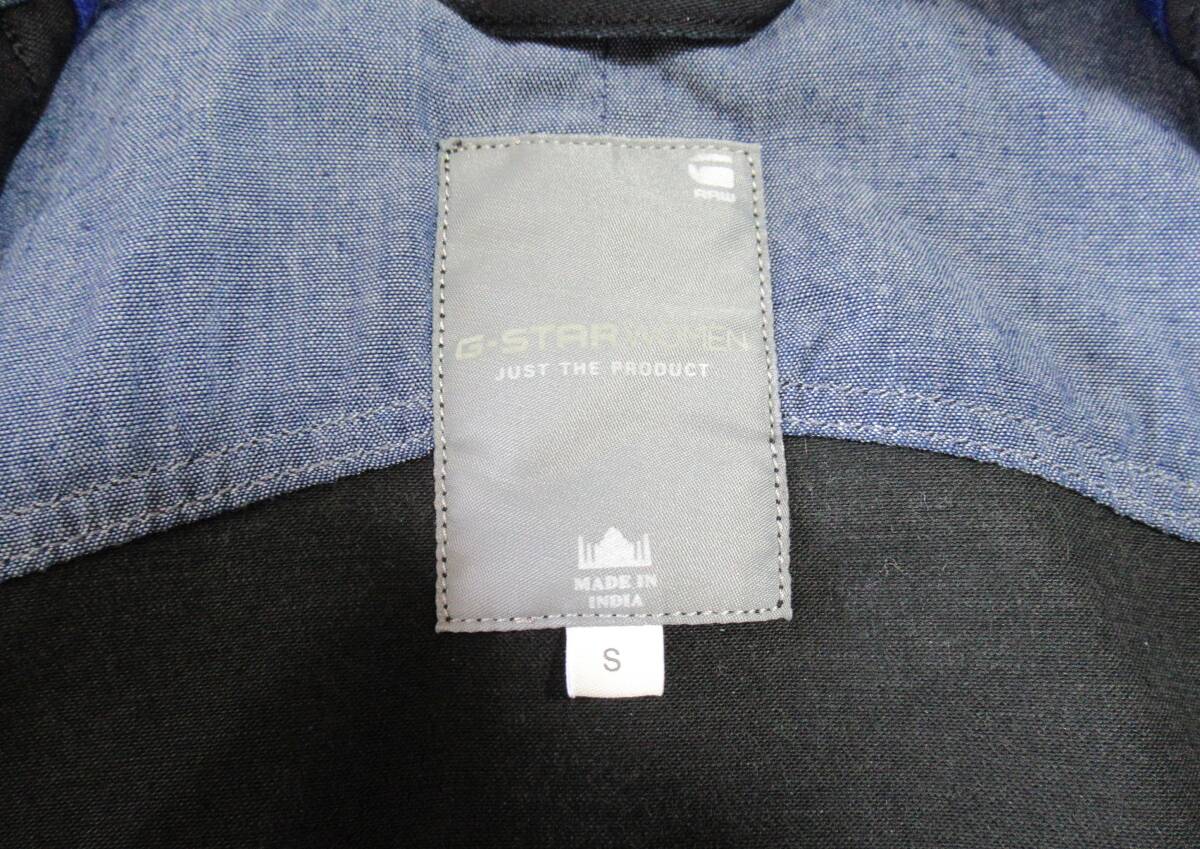 RAW
G-STAR/WOMEN
JUST THE PRODUCT
MADE IN
INDIA
S